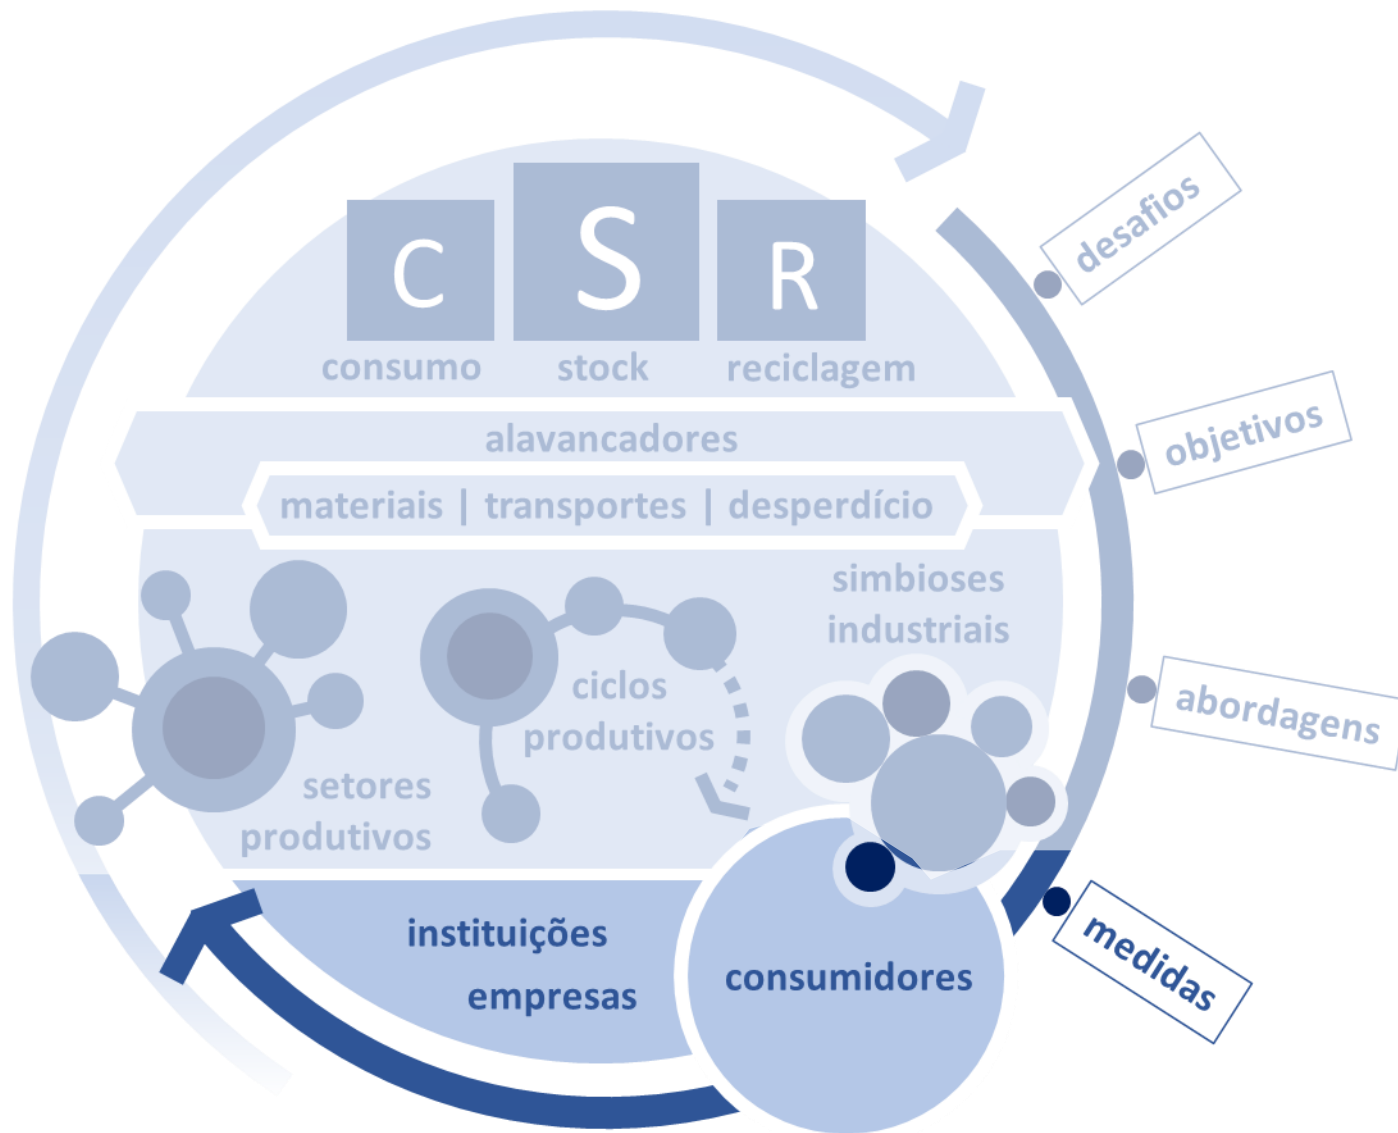 C S R
consumo stock reciclagem
alavancadores
materiais | transportes | desperdício
simbioses
industriais
ciclos
produtivos
setores
produtivos
instituições
empresas
consumidores
desafios
objetivos
abordagens
medidas